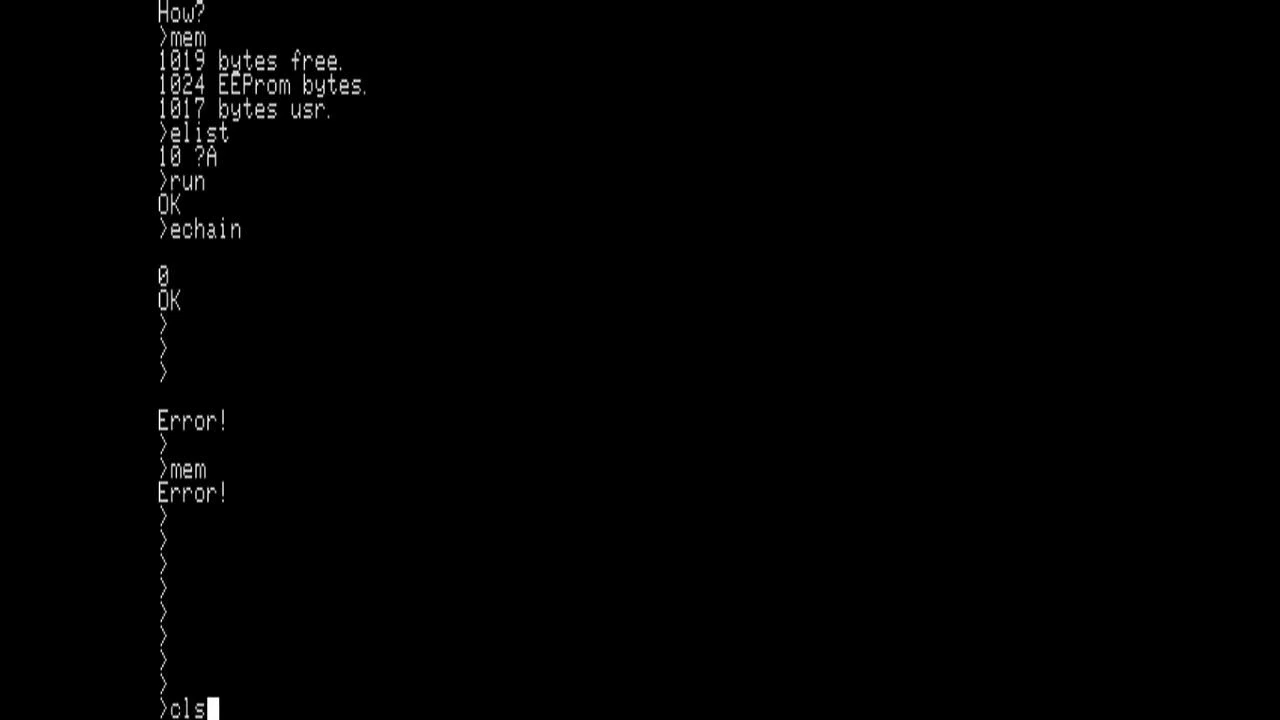 How?
>mem
1019 bytes free.
1024 EEProm bytes.
1017 bytes usr.
>elist
10 ?A
>run
OK
>echain
0
OK
>
>
>
Error!
>
>mem
Error!
>
>
>
>
>
>
>
>
>cls